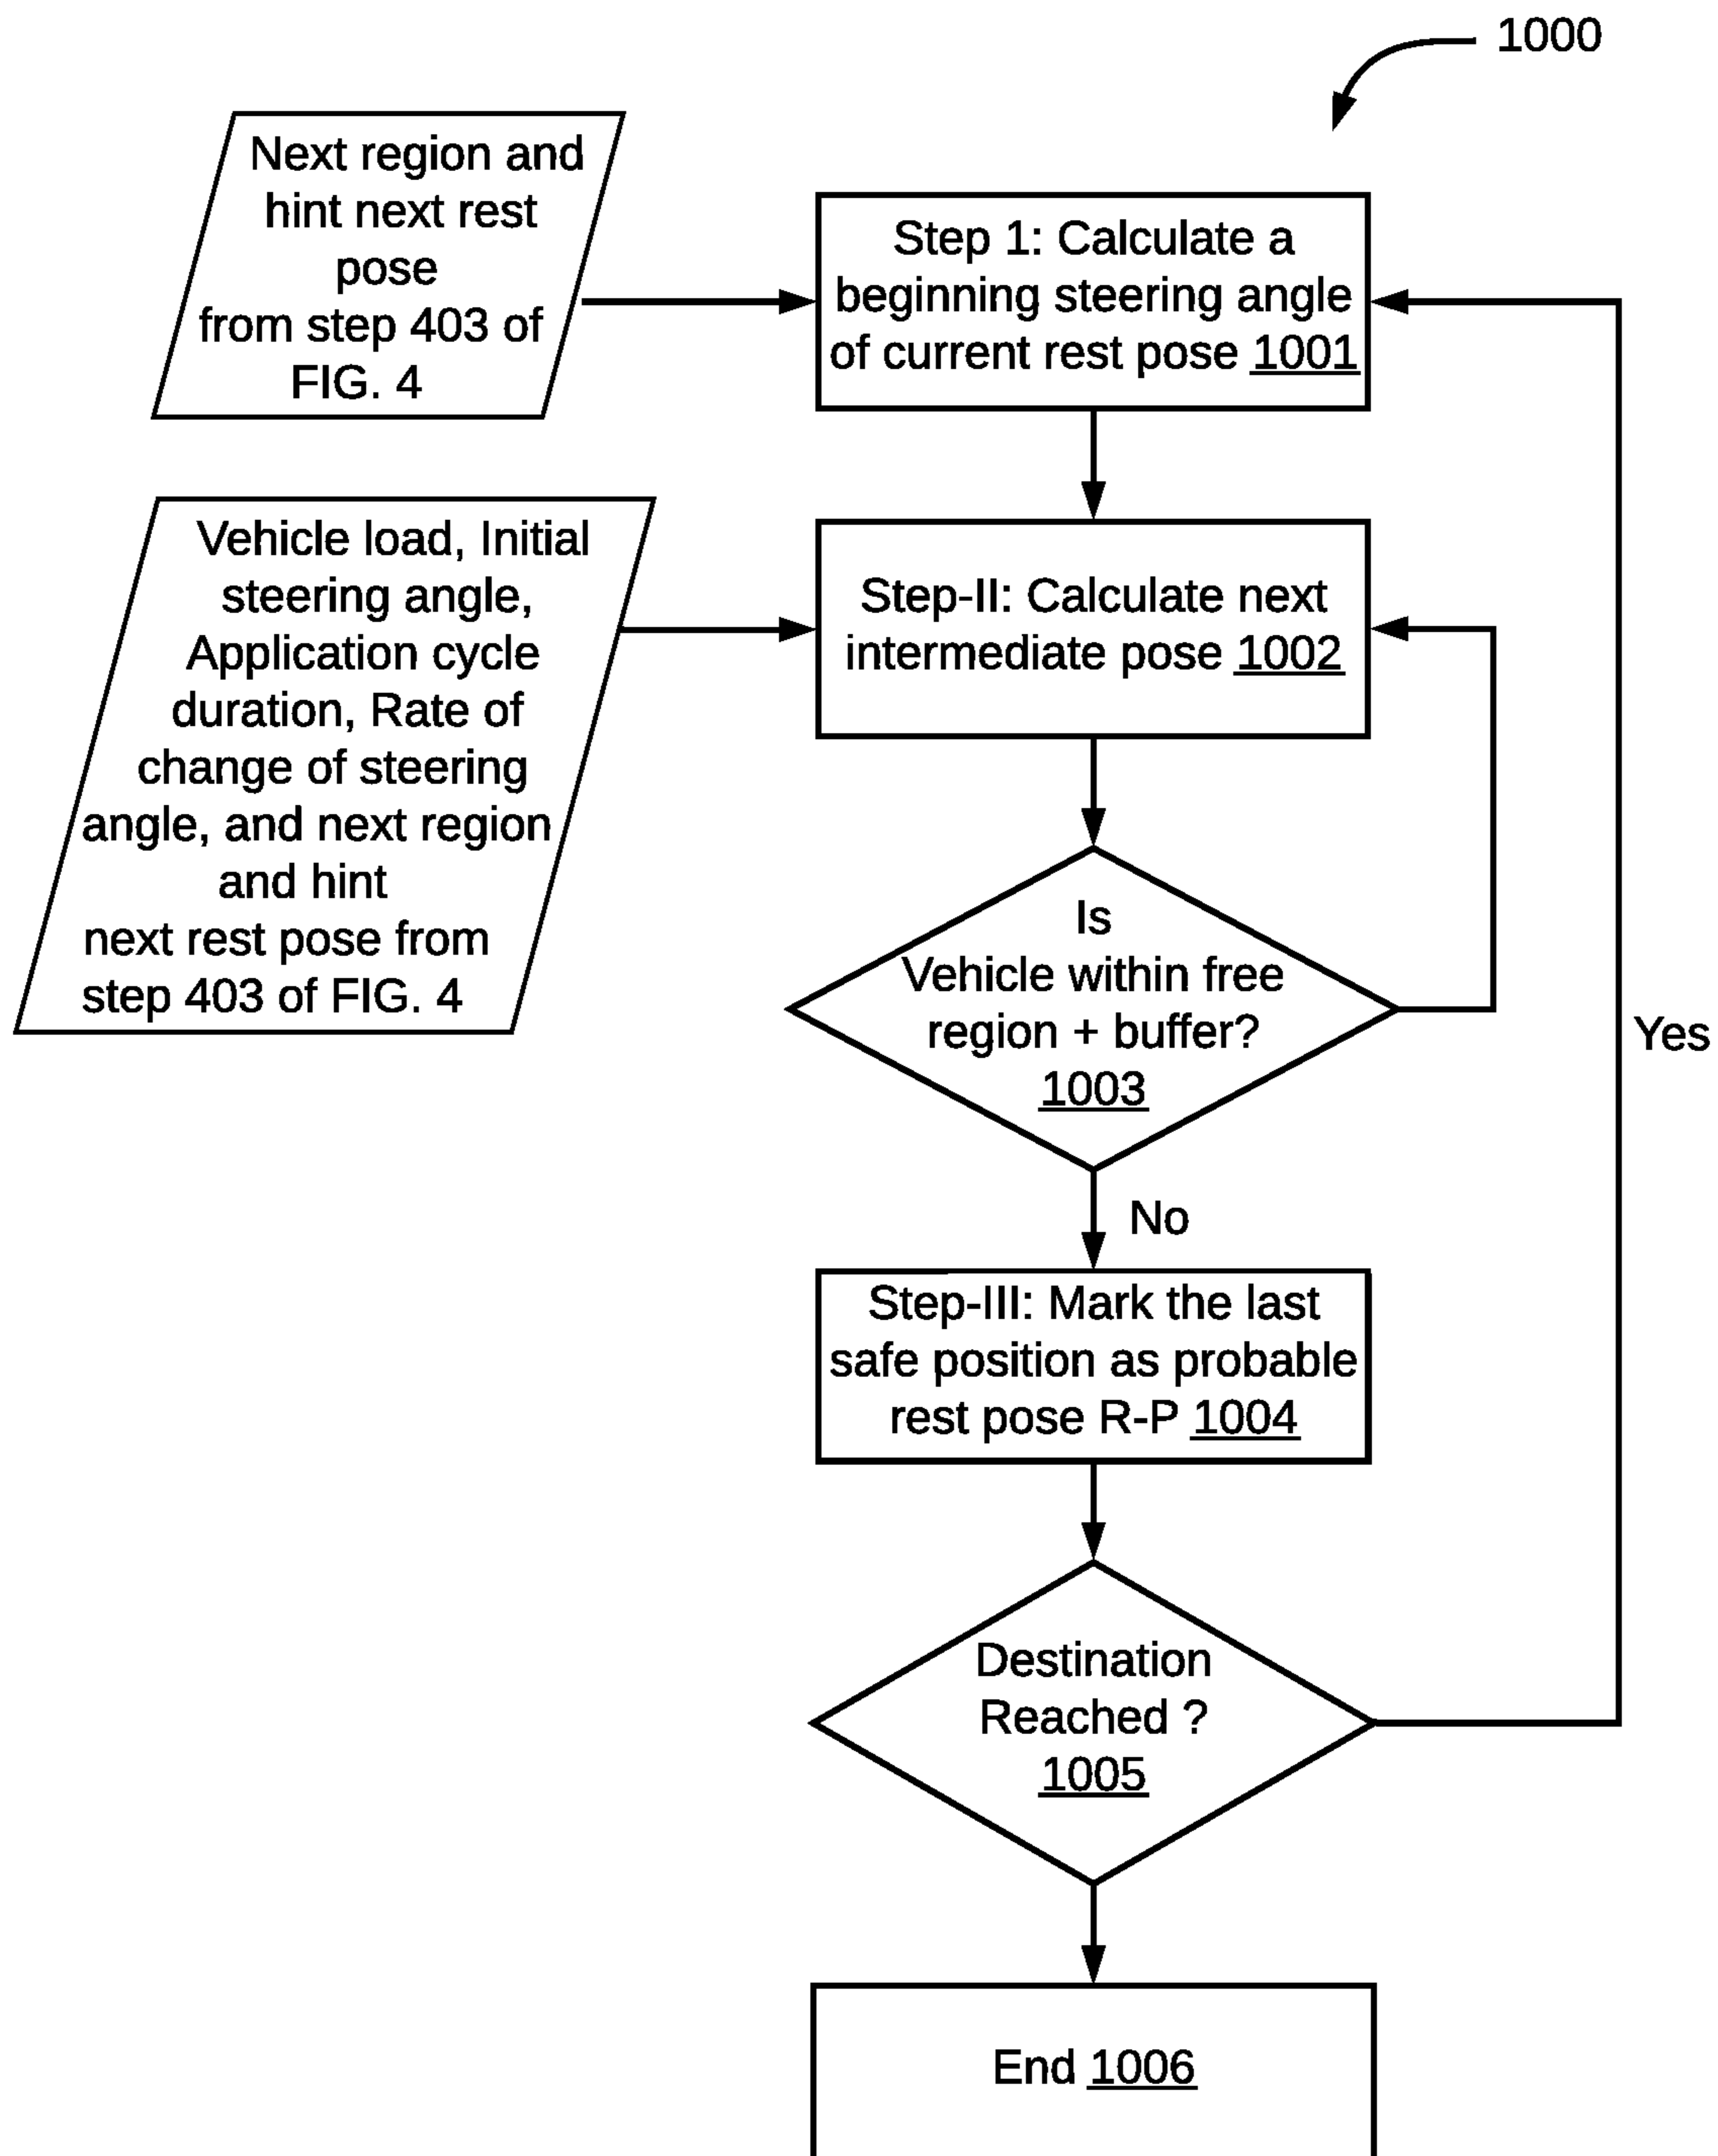 1000
Next region and
hint next rest
pose
from step 403 of
FIG. 4
Step 1: Calculate a
beginning steering angle
of current rest pose 1001
Vehicle load, Initial
steering angle,
Application cycle
duration, Rate of
change of steering
angle, and next region
and hint
next rest pose from
step 403 of FIG. 4
Step-II: Calculate next
intermediate pose 1002
Is
Vehicle within free
region + buffer?
1003
Yes
No
Step-III: Mark the last
safe position as probable
rest pose R-P 1004
Destination
Reached ?
1005
End 1006